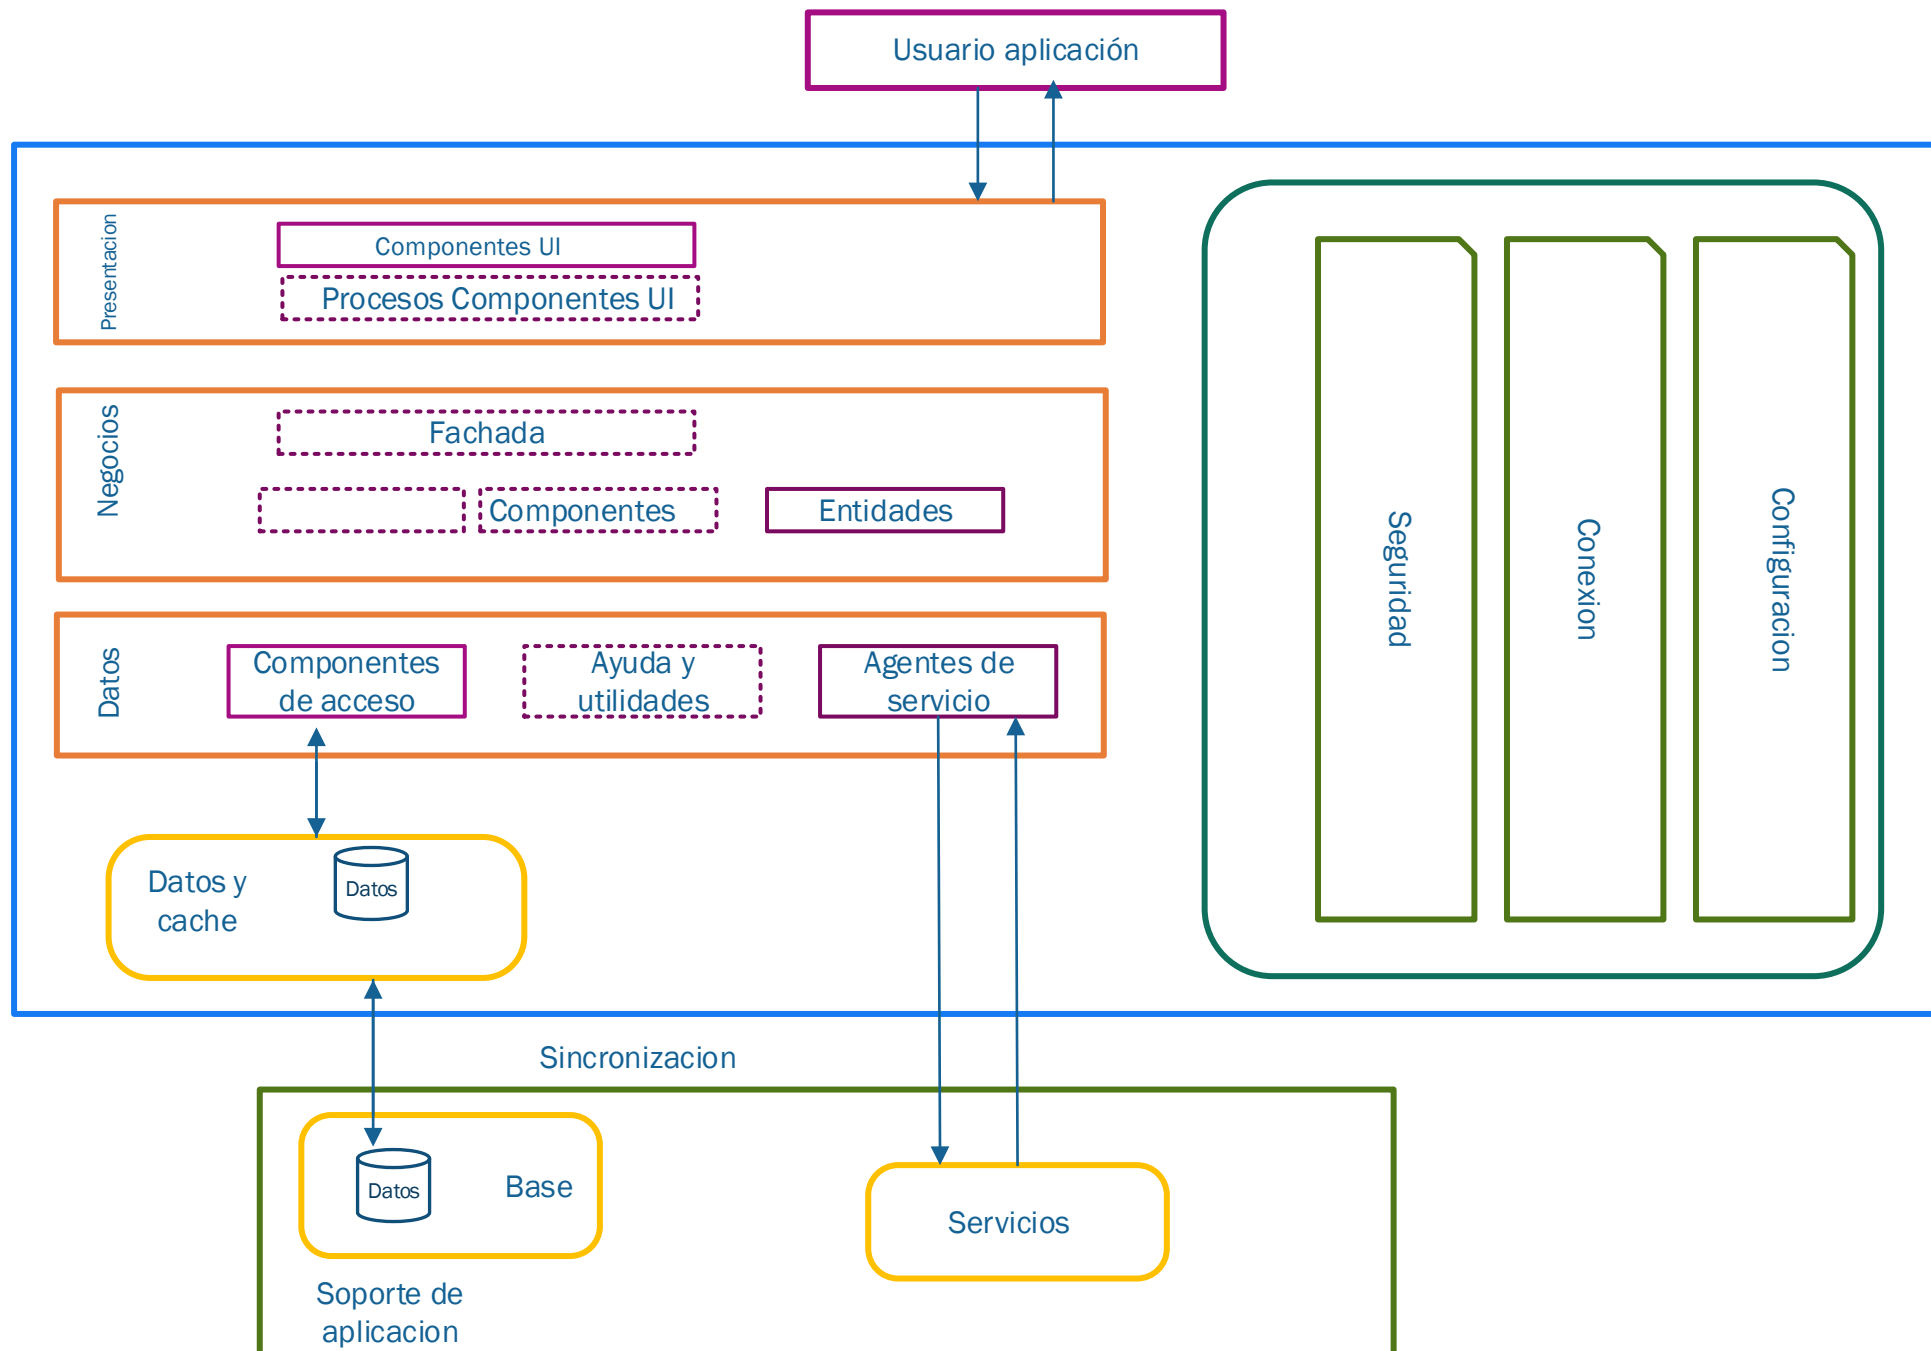 Usuario aplicación
Presentacion
Componentes UI
Procesos Componentes UI
Negocios
Fachada
Componentes
Entidades
Datos
Componentes
de acceso
Ayuda y
utilidades
Agentes de
servicio
Datos y
cache
Datos
Seguridad
Conexion
Configuracion
Sincronizacion
Datos
Base
Servicios
Soporte de
aplicacion